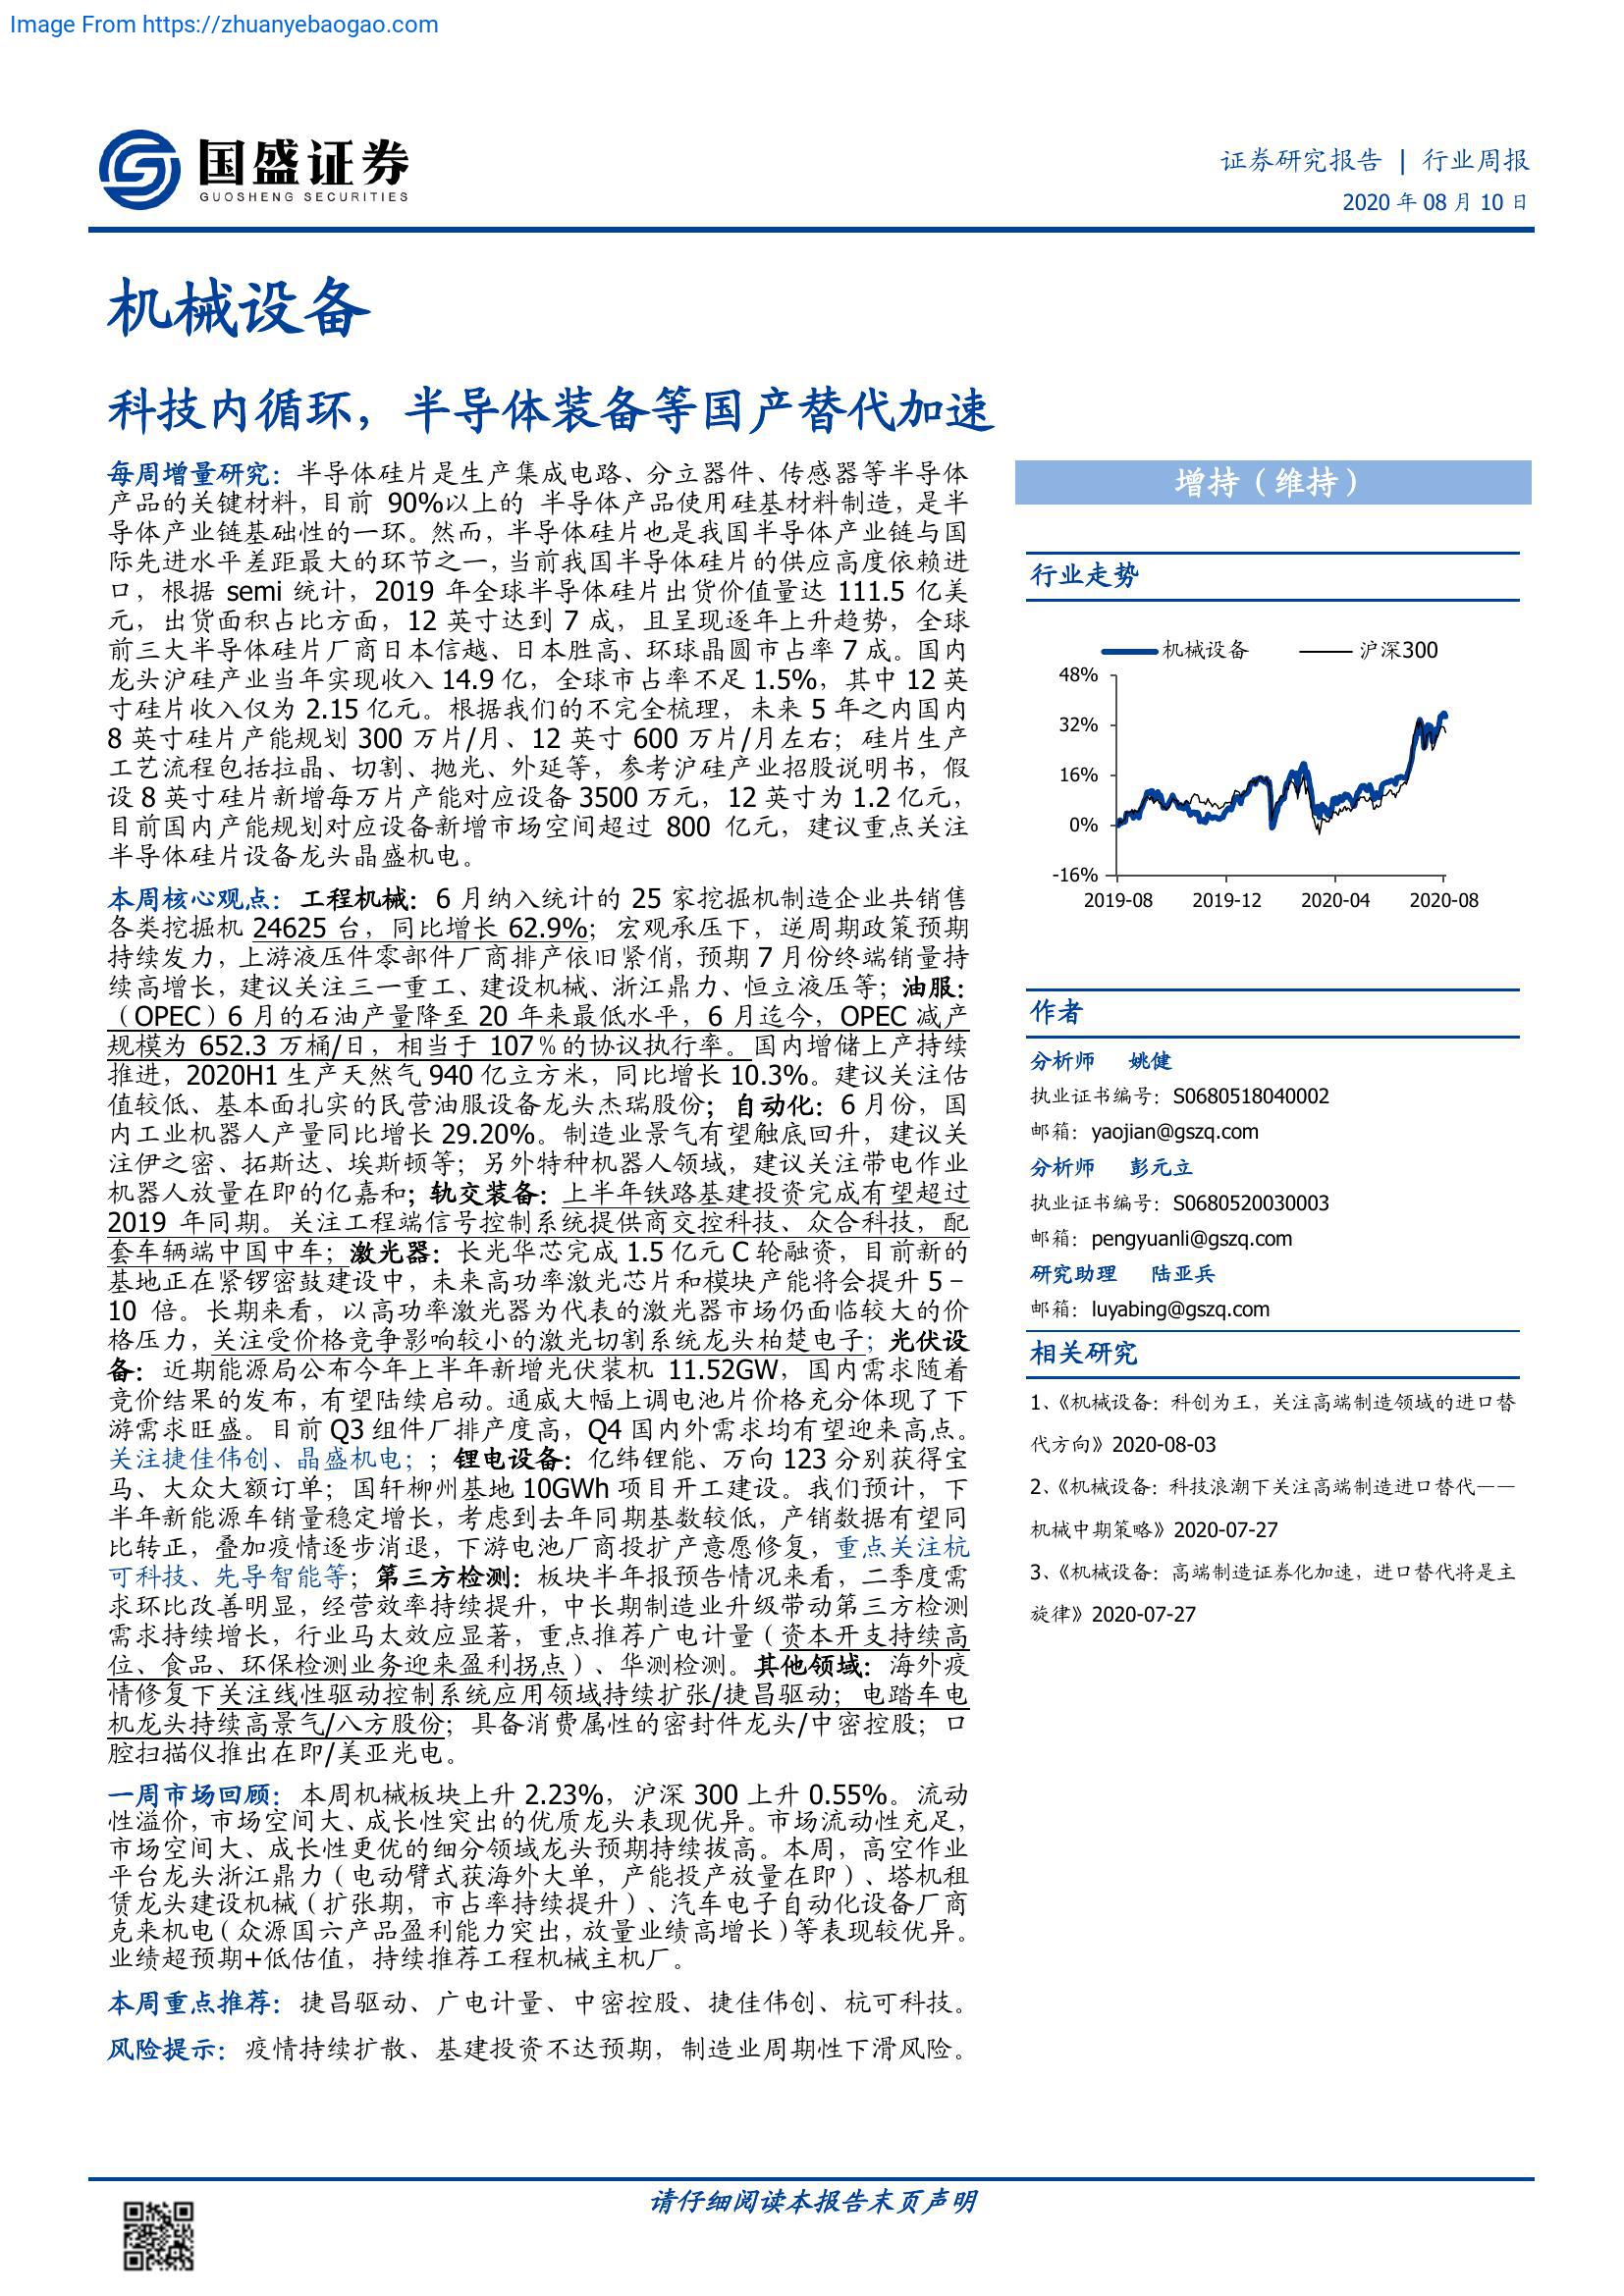 Image From https://zhuanyebaogao.com
国盛证券
GUOSHENG SECURITIES
证券研究报告 | 行业周报
2020 年 08 月 10 日
机械设备
科技内循环，半导体装备等国产替代加速
每周增量研究：半导体硅片是生产集成电路、分立器件、传感器等半导体
产品的关键材料，目前 90%以上的 半导体产品使用硅基材料制造，是半
导体产业链基础性的一环。然而，半导体硅片也是我国半导体产业链与国
际先进水平差距最大的环节之一，当前我国半导体硅片的供应高度依赖进
口，根据 semi 统计，2019 年全球半导体硅片出货价值量达 111.5 亿美
元，出货面积占比方面，12 英寸达到 7 成，且呈现逐年上升趋势，全球
前三大半导体硅片厂商日本信越、日本胜高、环球晶圆市占率 7 成。国内
龙头沪硅产业当年实现收入 14.9 亿，全球市占率不足 1.5%，其中 12 英
寸硅片收入仅为 2.15 亿元。根据我们的不完全梳理，未来 5 年之内国内
8 英寸硅片产能规划 300 万片/月、12 英寸 600 万片/月左右；硅片生产
工艺流程包括拉晶、切割、抛光、外延等，参考沪硅产业招股说明书，假
设 8 英寸硅片新增每万片产能对应设备 3500 万元，12 英寸为 1.2 亿元，
目前国内产能规划对应设备新增市场空间超过 800 亿元，建议重点关注
半导体硅片设备龙头晶盛机电。
本周核心观点：工程机械：6 月纳入统计的 25 家挖掘机制造企业共销售
各类挖掘机 24625 台，同比增长 62.9%；宏观承压下，逆周期政策预期
持续发力，上游液压件零部件厂商排产依旧紧俏，预期 7 月份终端销量持
续高增长，建议关注三一重工、建设机械、浙江鼎力、恒立液压等；油服：
（OPEC）6 月的石油产量降至 20 年来最低水平，6 月迄今，OPEC 减产
规模为 652.3 万桶/日，相当于 107％的协议执行率。国内增储上产持续
推进，2020H1 生产天然气 940 亿立方米，同比增长 10.3%。建议关注估
值较低、基本面扎实的民营油服设备龙头杰瑞股份；自动化：6 月份，国
内工业机器人产量同比增长 29.20%。制造业景气有望触底回升，建议关
注伊之密、拓斯达、埃斯顿等；另外特种机器人领域，建议关注带电作业
机器人放量在即的亿嘉和；轨交装备：上半年铁路基建投资完成有望超过
2019 年同期。关注工程端信号控制系统提供商交控科技、众合科技，配
套车辆端中国中车；激光器：长光华芯完成 1.5 亿元 C 轮融资，目前新的
基地正在紧锣密鼓建设中，未来高功率激光芯片和模块产能将会提升 5－
10 倍。长期来看，以高功率激光器为代表的激光器市场仍面临较大的价
格压力，关注受价格竞争影响较小的激光切割系统龙头柏楚电子；光伏设
备：近期能源局公布今年上半年新增光伏装机 11.52GW，国内需求随着
竞价结果的发布，有望陆续启动。通威大幅上调电池片价格充分体现了下
游需求旺盛。目前 Q3 组件厂排产度高，Q4 国内外需求均有望迎来高点。
关注捷佳伟创、晶盛机电；；锂电设备：亿纬锂能、万向 123 分别获得宝
马、大众大额订单；国轩柳州基地 10GWh 项目开工建设。我们预计，下
半年新能源车销量稳定增长，考虑到去年同期基数较低，产销数据有望同
比转正，叠加疫情逐步消退，下游电池厂商投扩产意愿修复，重点关注杭
可科技、先导智能等；第三方检测：板块半年报预告情况来看，二季度需
求环比改善明显，经营效率持续提升，中长期制造业升级带动第三方检测
需求持续增长，行业马太效应显著，重点推荐广电计量（资本开支持续高
位、食品、环保检测业务迎来盈利拐点）、华测检测。其他领域：海外疫
情修复下关注线性驱动控制系统应用领域持续扩张/捷昌驱动；电踏车电
机龙头持续高景气/八方股份；具备消费属性的密封件龙头/中密控股；口
腔扫描仪推出在即/美亚光电。
一周市场回顾：本周机械板块上升 2.23%，沪深 300 上升 0.55%。流动
性溢价，市场空间大、成长性突出的优质龙头表现优异。市场流动性充足，
市场空间大、成长性更优的细分领域龙头预期持续拔高。本周，高空作业
平台龙头浙江鼎力（电动臂式获海外大单，产能投产放量在即）、塔机租
赁龙头建设机械（扩张期，市占率持续提升）、汽车电子自动化设备厂商
克来机电（众源国六产品盈利能力突出，放量业绩高增长）等表现较优异。
业绩超预期+低估值，持续推荐工程机械主机厂。
本周重点推荐：捷昌驱动、广电计量、中密控股、捷佳伟创、杭可科技。
风险提示：疫情持续扩散、基建投资不达预期，制造业周期性下滑风险。
增持（维持）
行业走势
机械设备 沪深300
48%
32%
16%
0%
-16%
2019-08 2019-12 2020-04 2020-08
作者
分析师 姚健
执业证书编号：S0680518040002
邮箱：yaojian@gszq.com
分析师 彭元立
执业证书编号：S0680520030003
邮箱：pengyuanli@gszq.com
研究助理 陆亚兵
邮箱：luyabing@gszq.com
相关研究
1、《机械设备：科创为王，关注高端制造领域的进口替
代方向》2020-08-03
2、《机械设备：科技浪潮下关注高端制造进口替代——
机械中期策略》2020-07-27
3、《机械设备：高端制造证券化加速，进口替代将是主
旋律》2020-07-27
请仔细阅读本报告末页声明